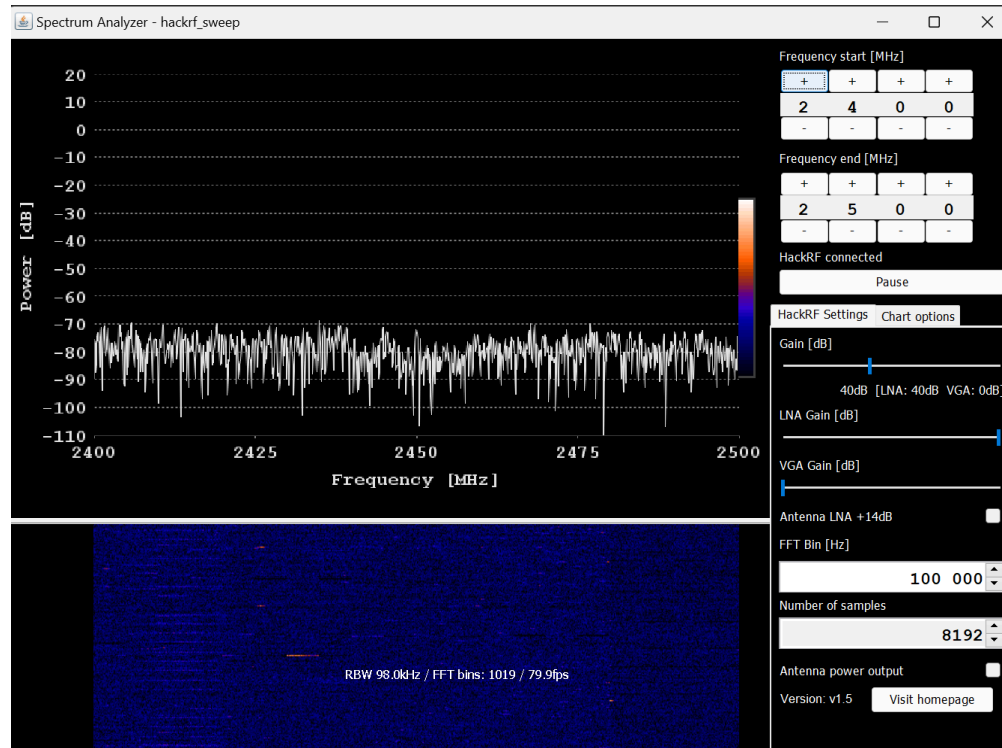 Spectrum Analyzer - hackrf_sweep
20
10
0
-10
-20
-30
-40
-50
-60
-70
-80
-90
-100
-110
Power [dB]
2400 2425 2450 2475 2500
Frequency [MHz]
RBW 98.0kHz / FFT bins: 1019 / 79.9fps
Frequency start [MHz]
+ + + +
2 4 0 0
- - - -
Frequency end [MHz]
+ + + +
2 5 0 0
- - - -
HackRF connected
Pause
HackRF Settings Chart options
Gain [dB]
40dB [LNA: 40dB VGA: 0dB]
LNA Gain [dB]
VGA Gain [dB]
Antenna LNA +14dB
FFT Bin [Hz]
100 000
Number of samples
8192
Antenna power output
Version: v1.5 Visit homepage